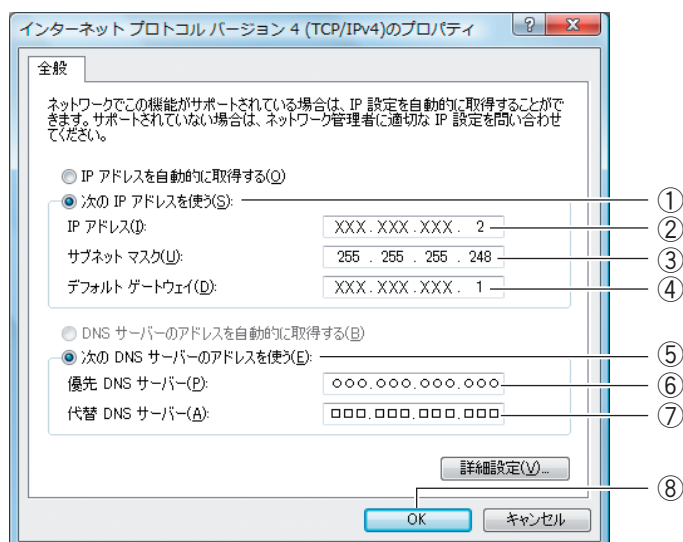 インターネット プロトコル バージョン 4 (TCP/IPv4)のプロパティ
全般
ネットワークでこの機能がサポートされている場合は、IP 設定を自動的に取得することがで
きます。サポートされていない場合は、ネットワーク管理者に適切な IP 設定を問い合わせ
てください。
IP アドレスを自動的に取得する(O)
次の IP アドレスを使う(S): ①
IP アドレス(I): XXX.XXX.XXX. 2 ②
サブネット マスク(U): 255 . 255 . 255 . 248 ③
デフォルト ゲートウェイ(D): XXX.XXX.XXX. 1 ④
DNS サーバーのアドレスを自動的に取得する(B)
次の DNS サーバーのアドレスを使う(E): ⑤
優先 DNS サーバー(P): ○○○.○○○.○○○.○○○ ⑥
代替 DNS サーバー(A): □□□.□□□.□□□.□□□ ⑦
詳細設定(V)...
⑧
OK キャンセル